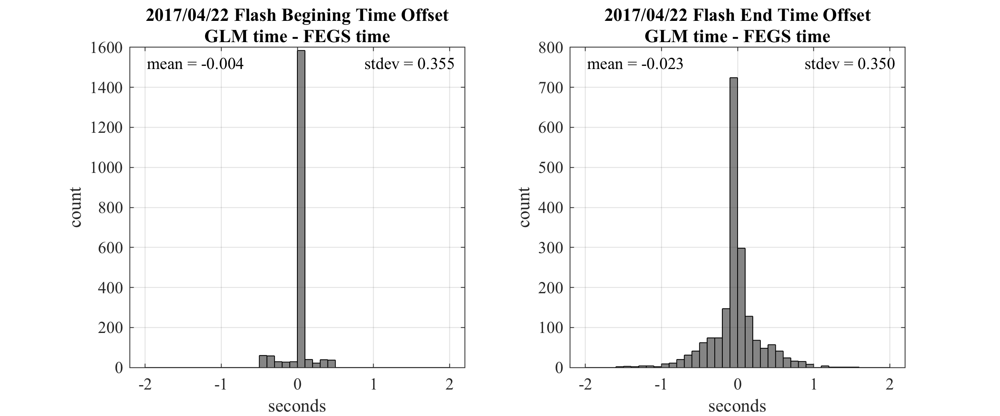 2017/04/22 Flash Begining Time Offset
GLM time - FEGS time
mean = -0.004
stdev = 0.355
1600
1400
1200
1000
800
600
400
200
0
count
-2
-1
0
1
2
seconds
2017/04/22 Flash End Time Offset
GLM time - FEGS time
mean = -0.023
stdev = 0.350
800
700
600
500
400
300
200
100
0
count
-2
-1
0
1
2
seconds